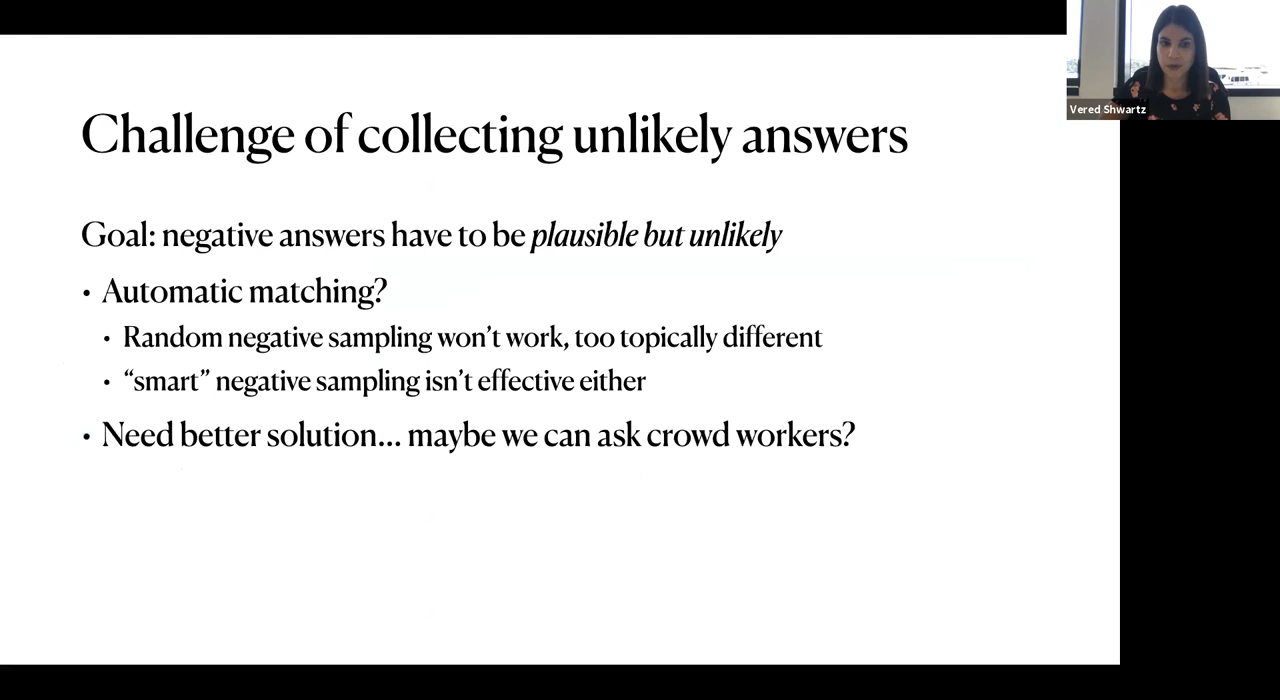 Vered Shwartz
Challenge of collecting unlikely answers
Goal: negative answers have to be plausible but unlikely
• Automatic matching?
• Random negative sampling won’t work, too topically different
• “smart” negative sampling isn’t effective either
• Need better solution… maybe we can ask crowd workers?